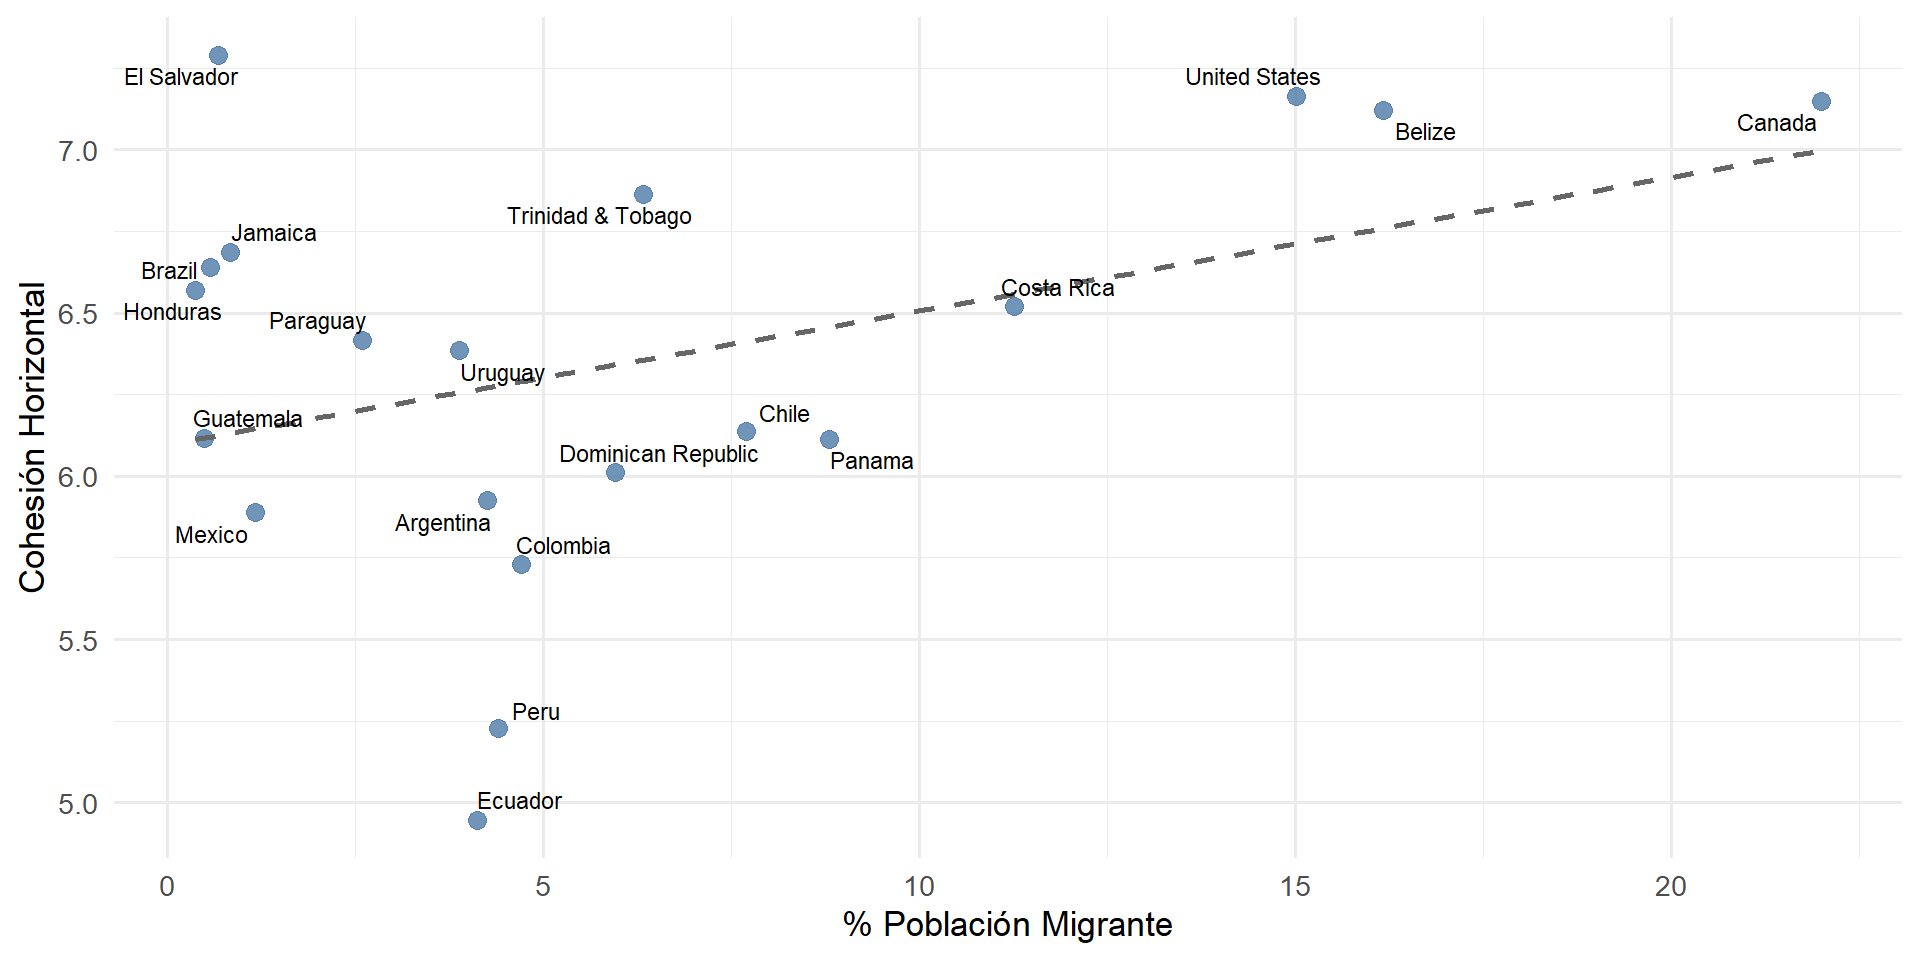 El Salvador
United States
Belize
Canada
7.0
Trinidad & Tobago
Jamaica
Brazil
Honduras
Costa Rica
6.5
Paraguay
Uruguay
Guatemala
Chile
Dominican Republic
Panama
6.0
Mexico
Argentina
Colombia
5.5
Peru
Ecuador
5.0
Cohesión Horizontal
0 5 10 15 20
% Población Migrante